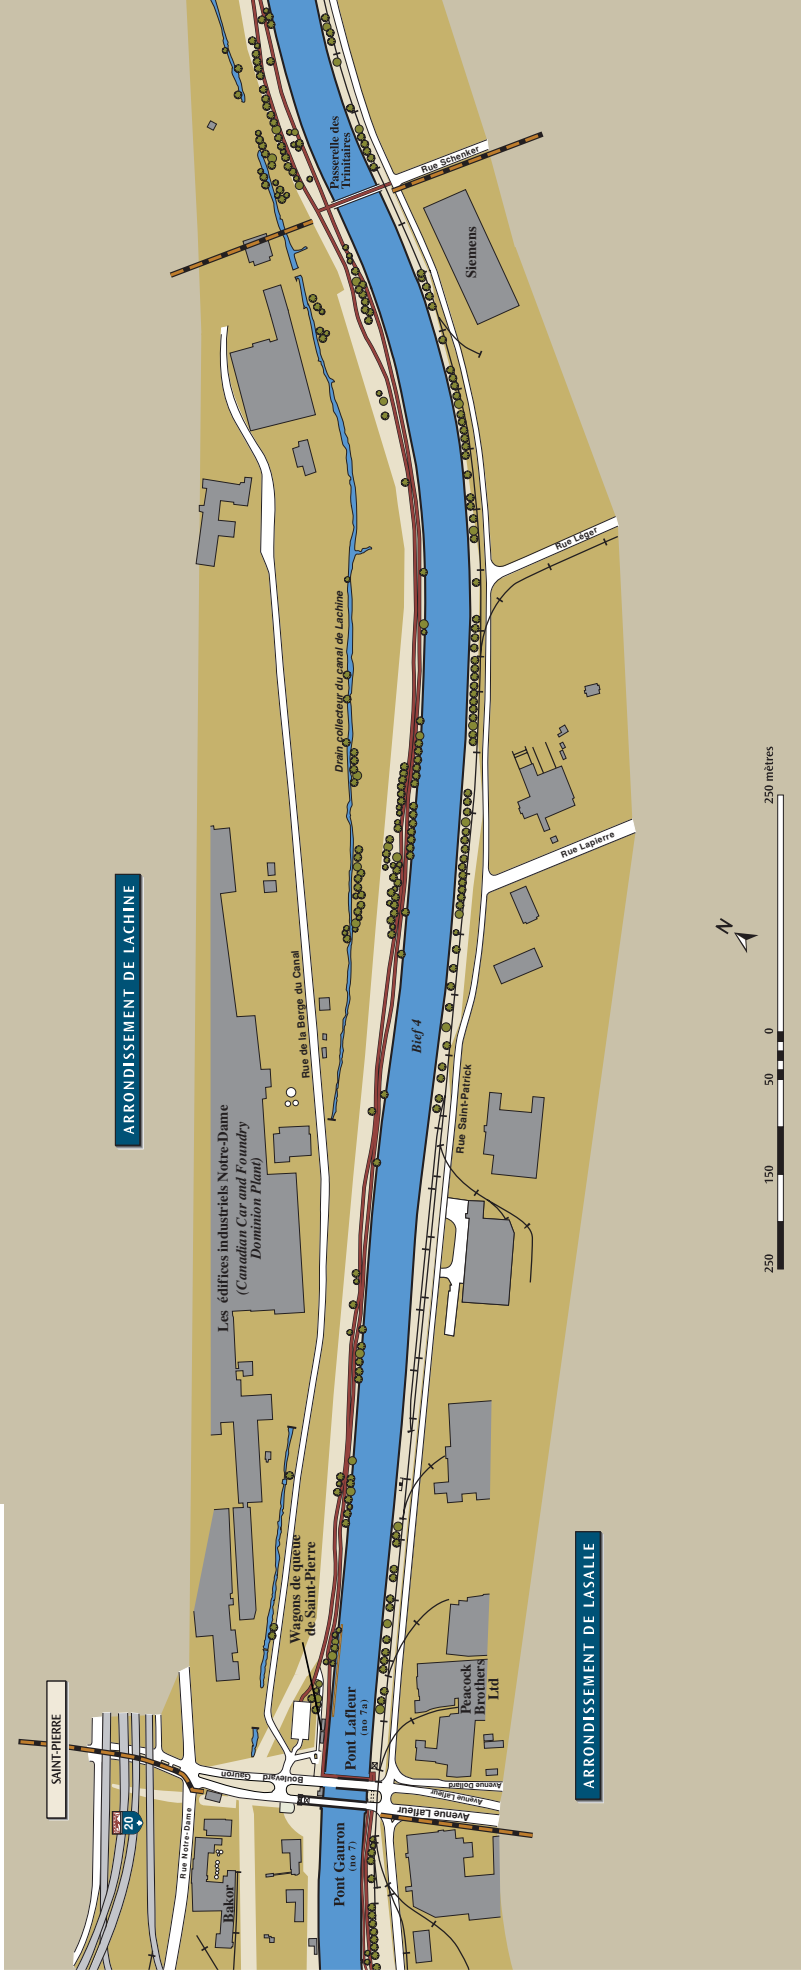 Passerelle des
Trinitaires
Rue Schenker
Siemens
Rue Léger
Drain collecteur du canal de Lachine
Rue Lapierre
250 mètres
N
0
50
150
250
ARRONDISSEMENT DE LACHINE
Rue de la Berge du Canal
Bief 4
Rue Saint-Patrick
Les édifices industriels Notre-Dame
(Canadian Car and Foundry
Dominion Plant)
Wagons de queue
de Saint-Pierre
ARRONDISSEMENT DE LASALLE
SAINT-PIERRE
Peacock
Brothers
Ltd
Pont Lafleur
(no 7a)
Boulevard Gauron
Avenue Dollard
Avenue Lafleur
Avenue Lafleur
20
Rue Notre-Dame
Pont Gauron
(no 7)
Bakor